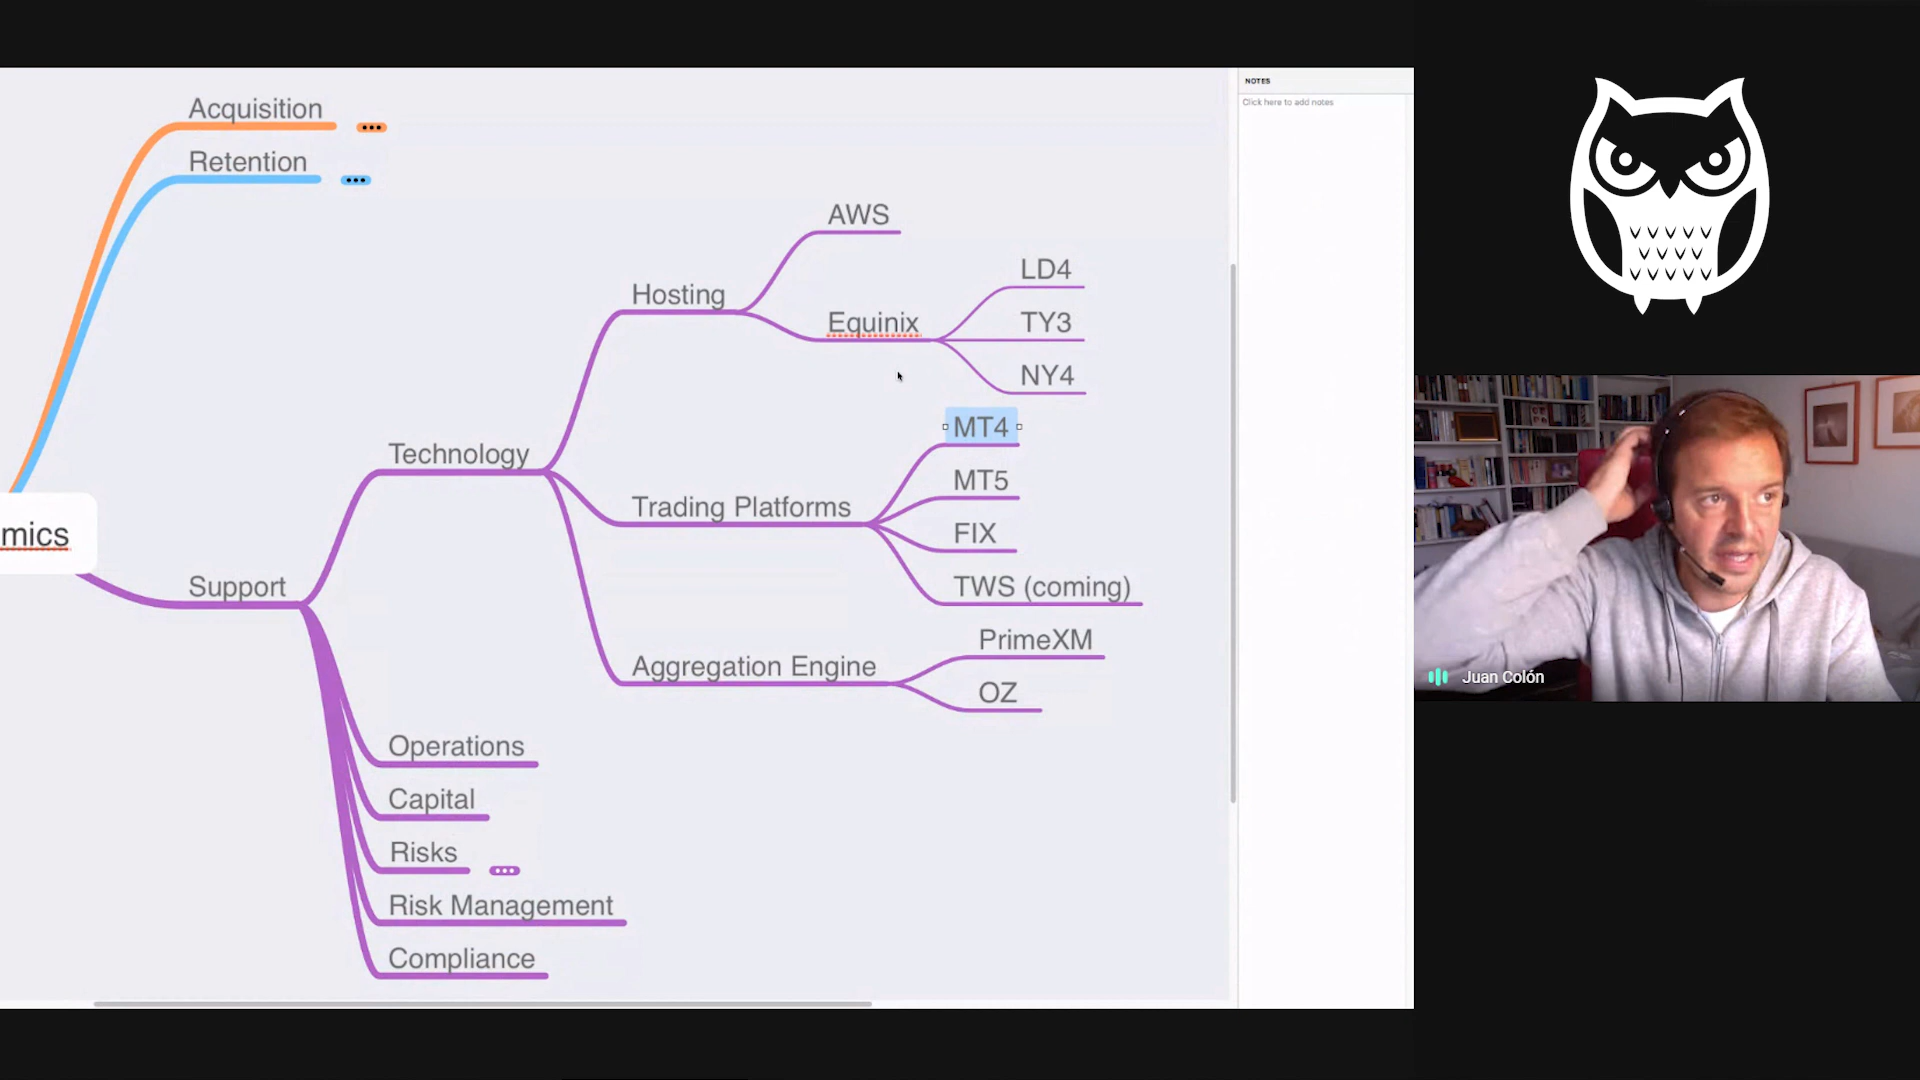 Acquisition
Retention
AWS
Hosting
LD4
Equinix
TY3
NY4
MT4
Technology
MT5
Trading Platforms
FIX
mics
Support
TWS (coming)
PrimeXM
Aggregation Engine
OZ
Operations
Capital
Risks
Risk Management
Compliance
NOTES
Click here to add notes
Juan Colón